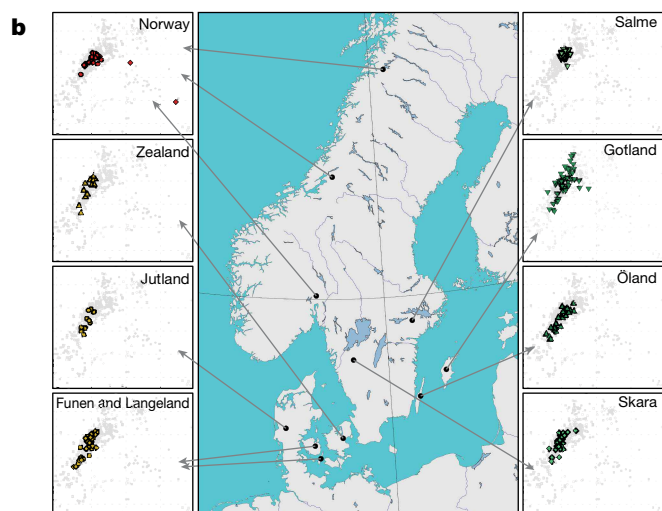 b
Norway
Zealand
Jutland
Funen and Langeland
Salme
Gotland
Öland
Skara